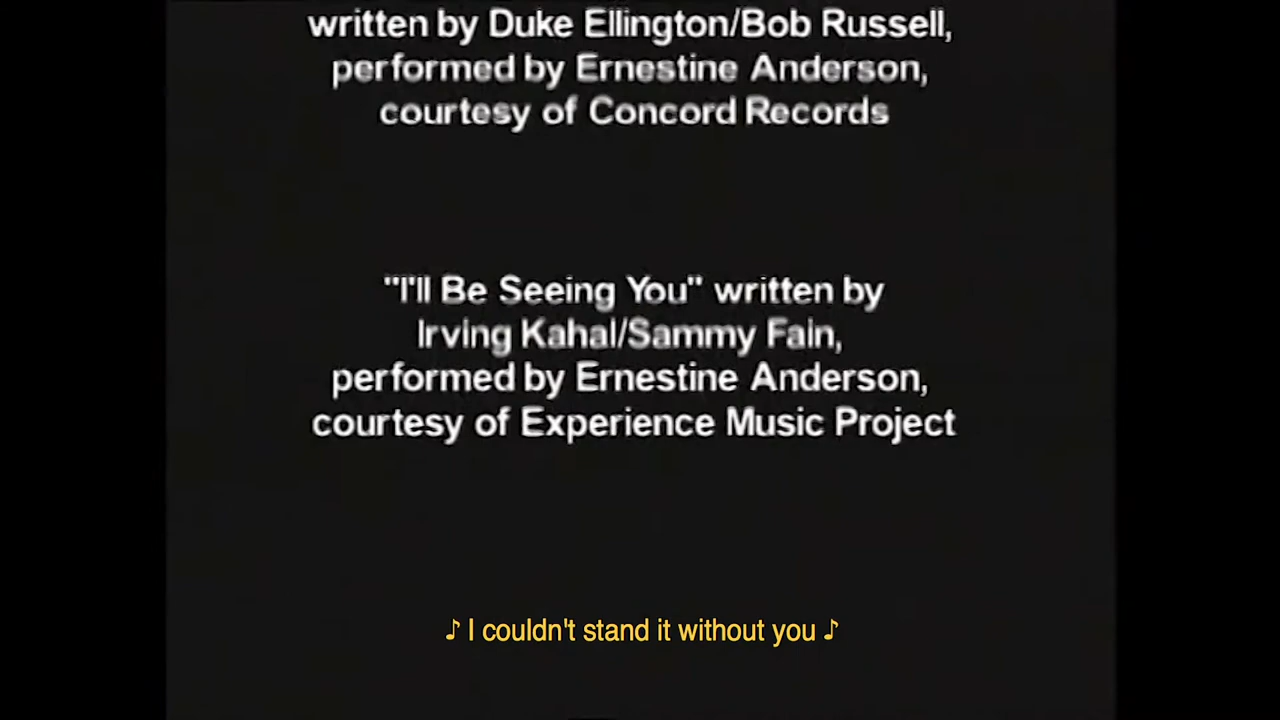 written by Duke Ellington/Bob Russell,
performed by Ernestine Anderson,
courtesy of Concord Records
"I'll Be Seeing You" written by
Irving Kahal/Sammy Fain,
performed by Ernestine Anderson,
courtesy of Experience Music Project
♪ I couldn't stand it without you ♪